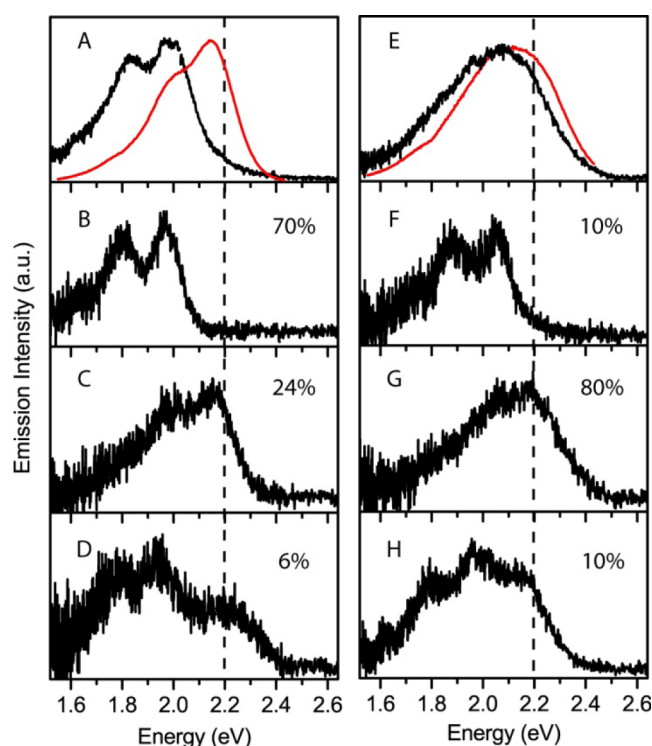 A
E
B
70%
F
10%
C
24%
G
80%
D
6%
H
10%
Emission Intensity (a.u.)
1.6 1.8 2.0 2.2 2.4 2.6
1.6 1.8 2.0 2.2 2.4 2.6
Energy (eV)
Energy (eV)